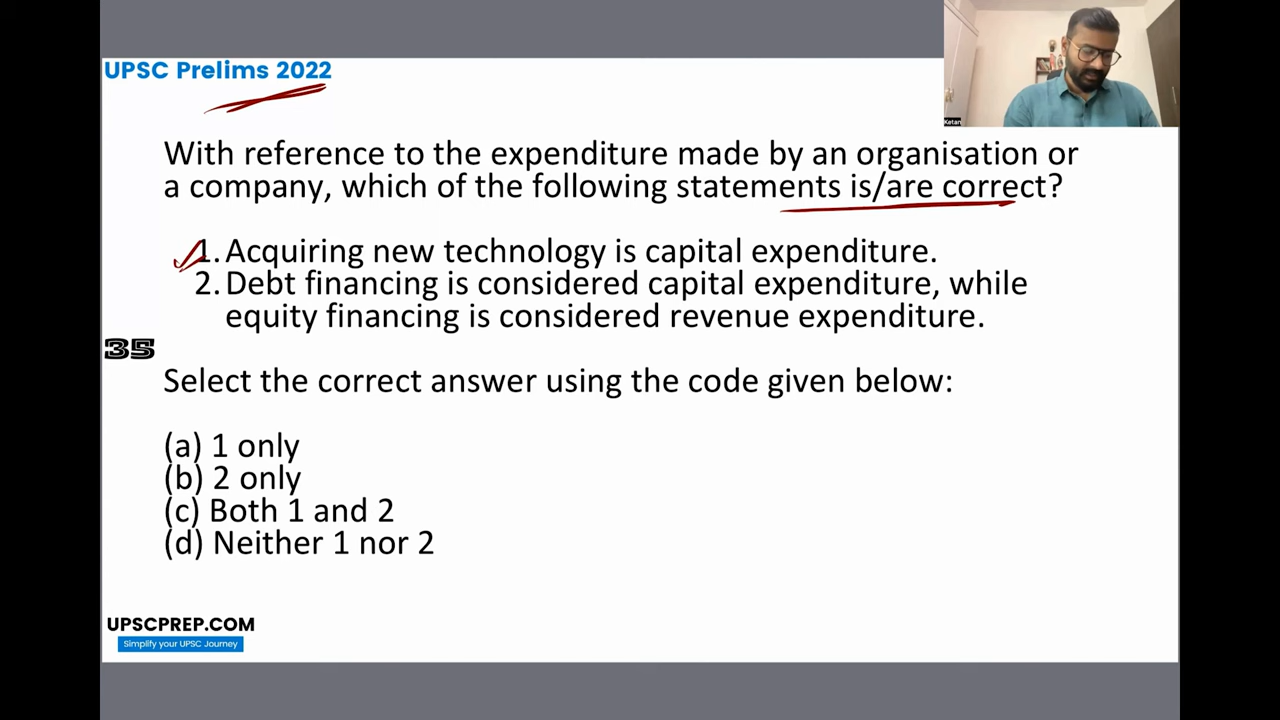 UPSC Prelims 2022
With reference to the expenditure made by an organisation or
a company, which of the following statements is/are correct?
1. Acquiring new technology is capital expenditure.
2. Debt financing is considered capital expenditure, while
equity financing is considered revenue expenditure.
35
Select the correct answer using the code given below:
(a) 1 only
(b) 2 only
(c) Both 1 and 2
(d) Neither 1 nor 2
UPSCPREP.COM
Simplify your UPSC Journey
Ketan